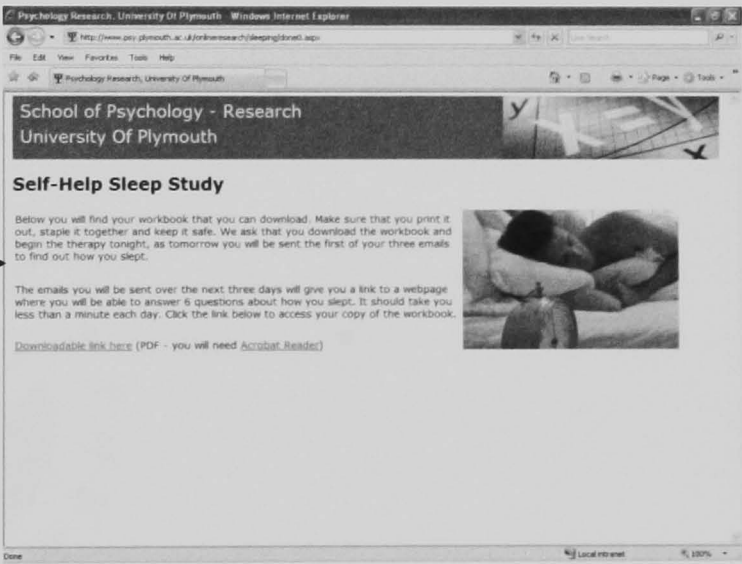 Psychology Research, University Of Plymouth - Windows Internet Explorer
http://www.psy.plymouth.ac.uk/onlineresearch/sleeping/done0.aspx
File Edit View Favorites Tools Help
Psychology Research, University Of Plymouth
Page Tools
School of Psychology - Research
University Of Plymouth
y
X = 
x
Self-Help Sleep Study
Below you will find your workbook that you can download. Make sure that you print it
out, staple it together and keep it safe. We ask that you download the workbook and
begin the therapy tonight, as tomorrow you will be sent the first of your three emails
to find out how you slept.
The emails you will be sent over the next three days will give you a link to a webpage
where you will be able to answer 6 questions about how you slept. It should take you
less than a minute each day. Click the link below to access your copy of the workbook.
Downloadable link here (PDF - you will need Acrobat Reader)
Done
Local intranet
100%